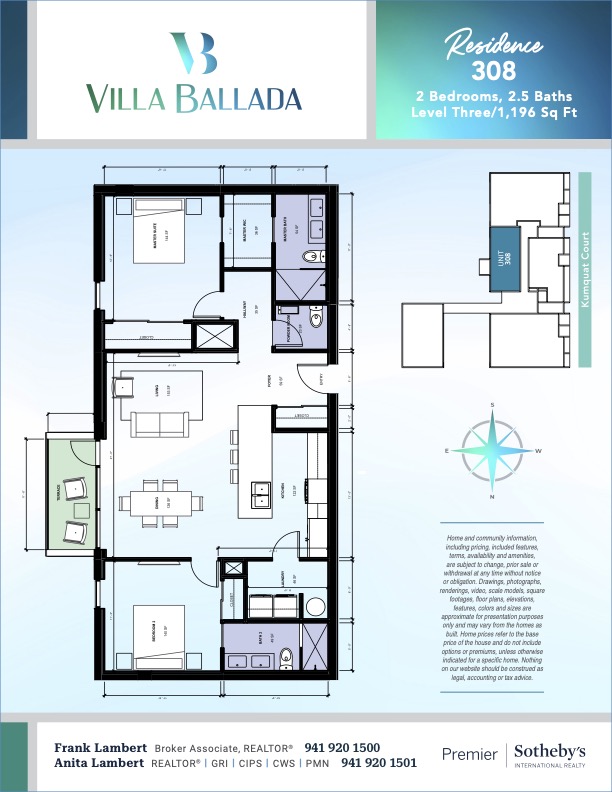 VB
VILLA BALLADA
Residence
308
2 Bedrooms, 2.5 Baths
Level Three/1,196 Sq Ft
MASTER SUITE
MASTER WIC
MASTER BATH
HALLWAY
POWDER ROOM
CLOSET
LIVING
FOYER
ENTRY
CLOSET
TERRACE
DINING
KITCHEN
LAUNDRY
CLOSET
BEDROOM 2
BATH 2
UNIT
308
Kumquat Court
S
E
W
N
Home and community information,
including pricing, included features,
terms, availability and amenities,
are subject to change, prior sale or
withdrawal at any time without notice
or obligation. Drawings, photographs,
renderings, video, scale models, square
footages, floor plans, elevations,
features, colors and sizes are
approximate for presentation purposes
only and may vary from the homes as
built. Home prices refer to the base
price of the house and do not include
options or premiums, unless otherwise
indicated for a specific home. Nothing
on our website should be construed as
legal, accounting or tax advice.
Frank Lambert Broker Associate, REALTOR® 941 920 1500
Anita Lambert REALTOR® | GRI | CIPS | CWS | PMN 941 920 1501
Premier | Sotheby's
INTERNATIONAL REALTY